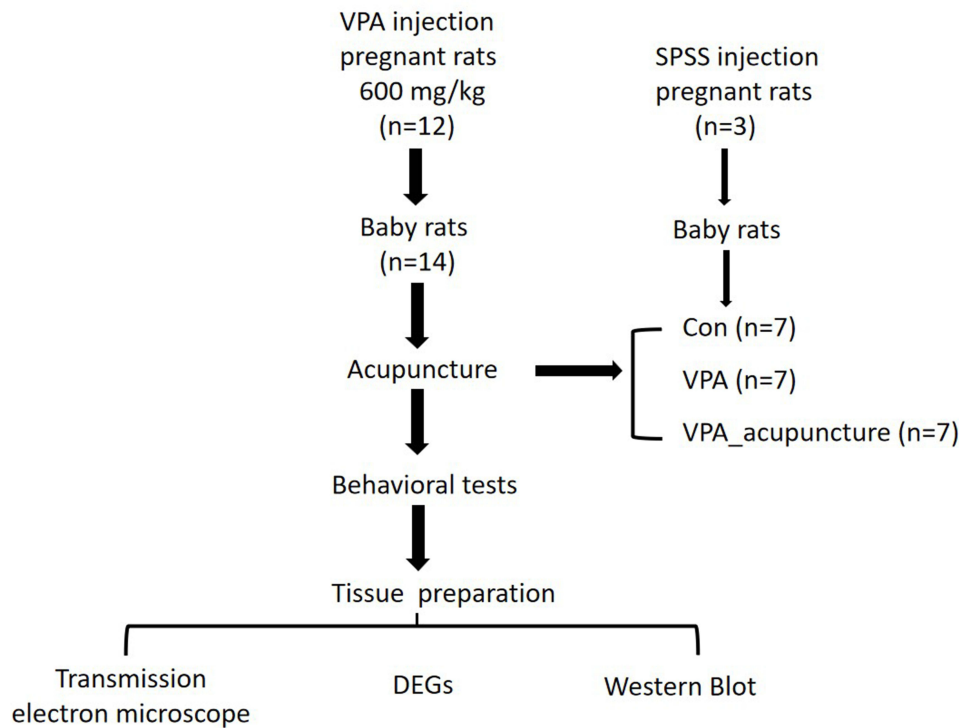 VPA injection
pregnant rats
600 mg/kg
(n=12)
SPSS injection
pregnant rats
(n=3)
Baby rats
(n=14)
Baby rats
Acupuncture
Con (n=7)
VPA (n=7)
VPA_acupuncture (n=7)
Behavioral tests
Tissue preparation
Transmission
electron microscope
DEGs
Western Blot